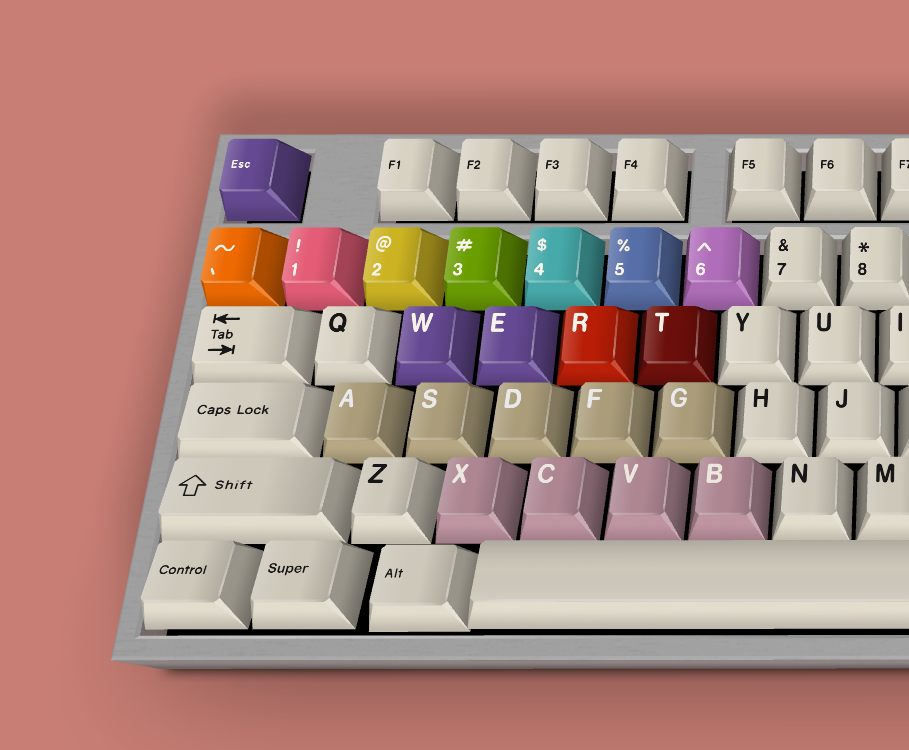 Esc F1 F2 F3 F4 F5 F6 F7
~ ! @ # $ % ^ & *
` 1 2 3 4 5 6 7 8
Tab Q W E R T Y U I
Caps Lock A S D F G H J
Shift Z X C V B N M
Control Super Alt